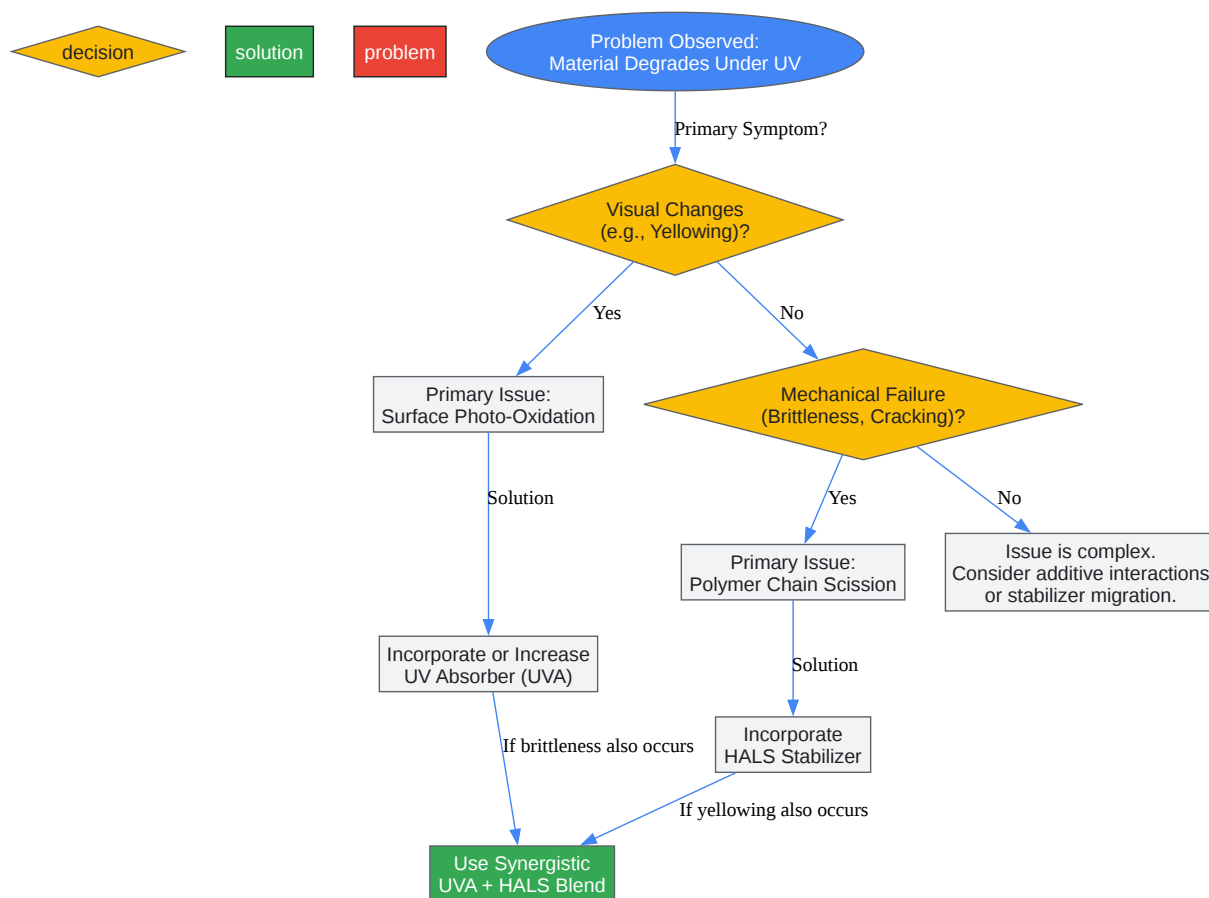 decision
solution
problem
Problem Observed:
Material Degrades Under UV
Primary Symptom?
Visual Changes
(e.g., Yellowing)?
Yes
No
Primary Issue:
Surface Photo-Oxidation
Mechanical Failure
(Brittleness, Cracking)?
Solution
Yes
No
Primary Issue:
Polymer Chain Scission
Issue is complex.
Consider additive interactions
or stabilizer migration.
Incorporate or Increase
UV Absorber (UVA)
Solution
If brittleness also occurs
Incorporate
HALS Stabilizer
If yellowing also occurs
Use Synergistic
UVA + HALS Blend